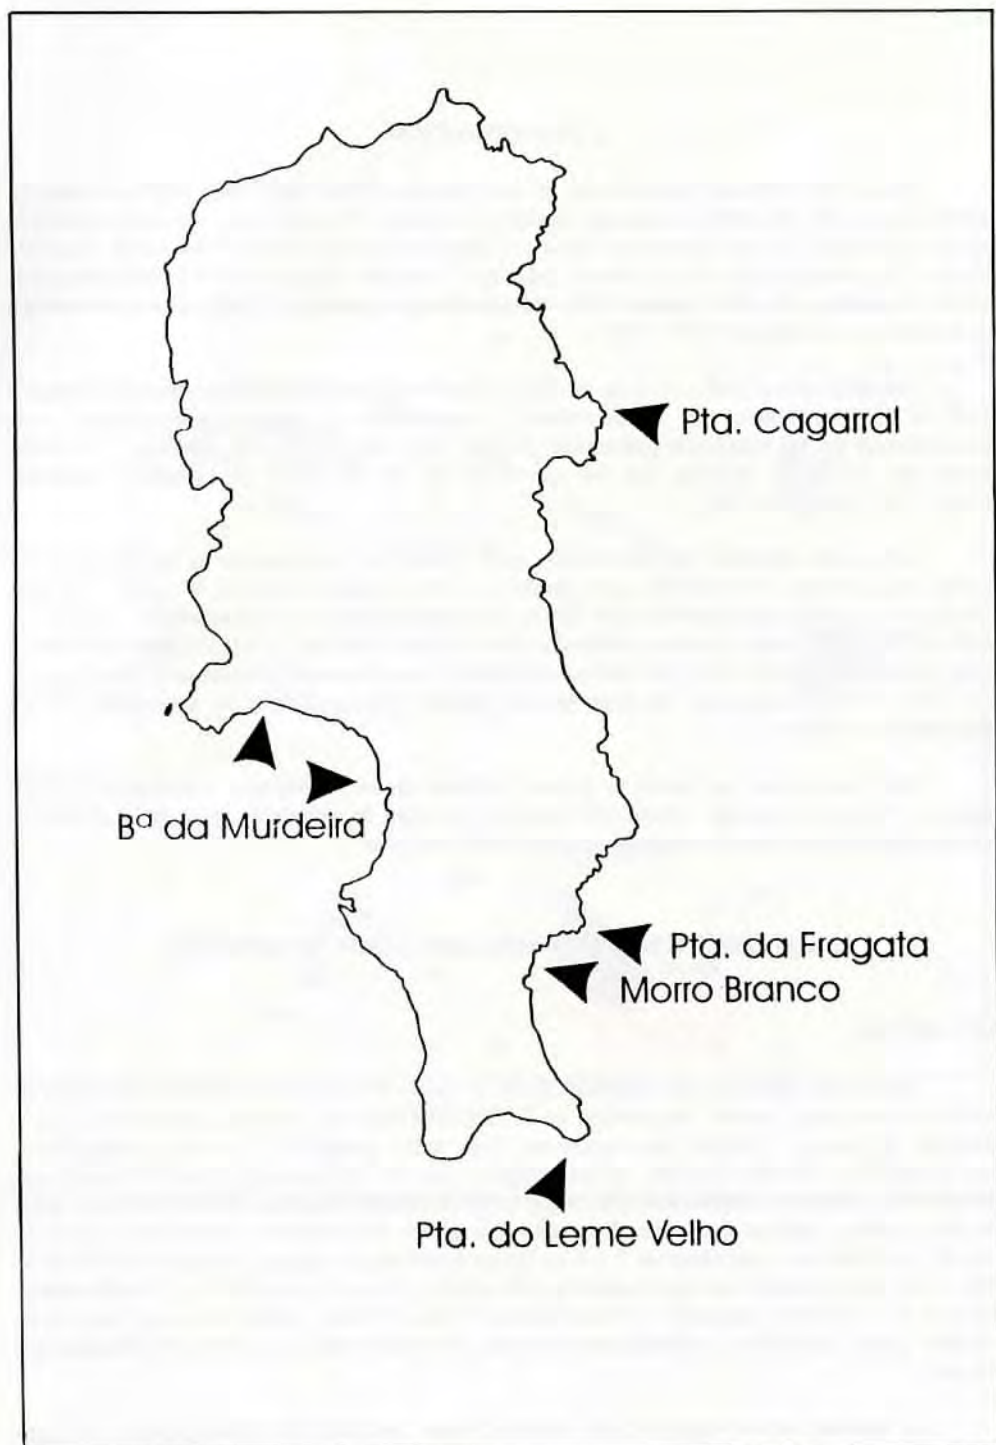 Pta. Cagarral
Bª da Murdeira
Pta. da Fragata
Morro Branco
Pta. do Leme Velho